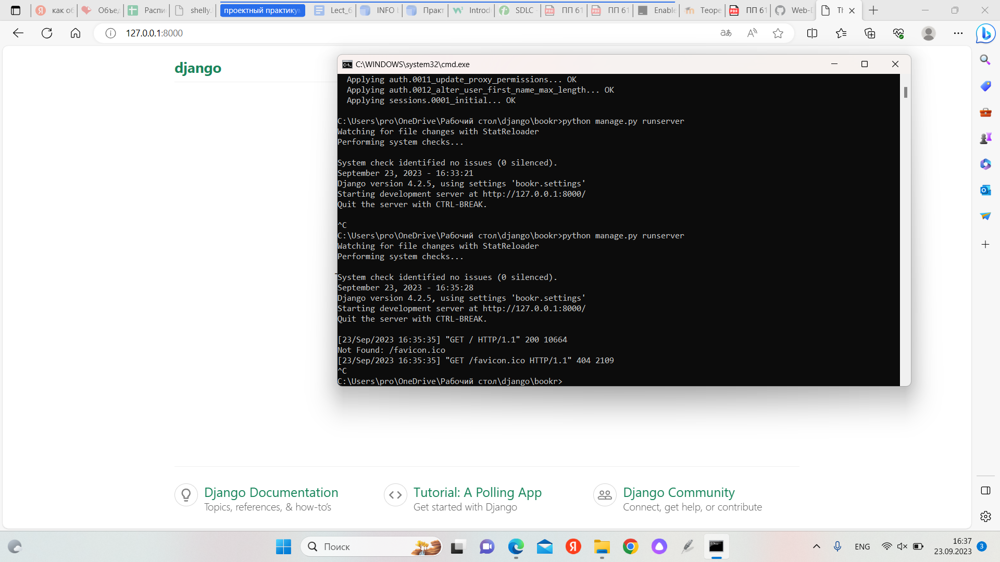 как об
Объед
Распи
shelly.
проектный практикум
Lect_6
INFO
Практ
Introd
SDLC
ПП 61
ПП 61
Enable
Теоре
ПП 61
Web-D
Th
127.0.0.1:8000
django
C:\WINDOWS\system32\cmd.exe
Applying auth.0011_update_proxy_permissions... OK
Applying auth.0012_alter_user_first_name_max_length... OK
Applying sessions.0001_initial... OK
C:\Users\pro\OneDrive\Рабочий стол\django\bookr>python manage.py runserver
Watching for file changes with StatReloader
Performing system checks...
System check identified no issues (0 silenced).
September 23, 2023 - 16:33:21
Django version 4.2.5, using settings 'bookr.settings'
Starting development server at http://127.0.0.1:8000/
Quit the server with CTRL-BREAK.
^C
C:\Users\pro\OneDrive\Рабочий стол\django\bookr>python manage.py runserver
Watching for file changes with StatReloader
Performing system checks...
System check identified no issues (0 silenced).
September 23, 2023 - 16:35:28
Django version 4.2.5, using settings 'bookr.settings'
Starting development server at http://127.0.0.1:8000/
Quit the server with CTRL-BREAK.
[23/Sep/2023 16:35:35] "GET / HTTP/1.1" 200 10664
Not Found: /favicon.ico
[23/Sep/2023 16:35:35] "GET /favicon.ico HTTP/1.1" 404 2109
^C
C:\Users\pro\OneDrive\Рабочий стол\django\bookr>
Django Documentation
Topics, references, & how-to's
Tutorial: A Polling App
Get started with Django
Django Community
Connect, get help, or contribute
Поиск
ENG
16:37
23.09.2023
3